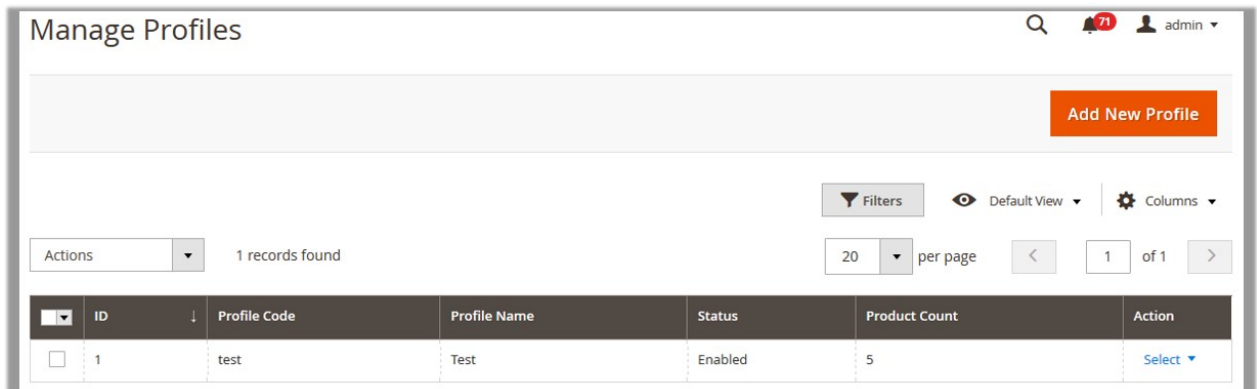 Manage Profiles
71 admin
Add New Profile
Filters Default View Columns
Actions 1 records found 20 per page 1 of 1
ID Profile Code Profile Name Status Product Count Action
1 test Test Enabled 5 Select